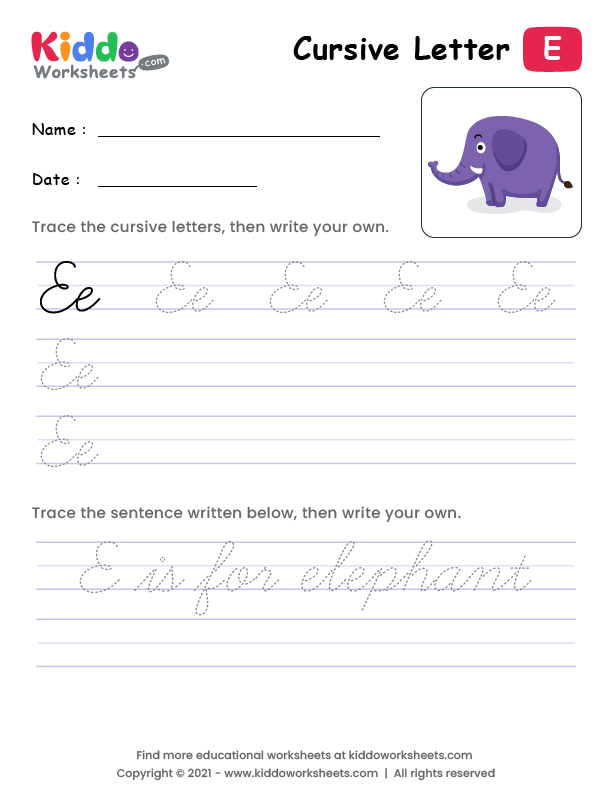 Kiddo
Worksheets.com
Cursive Letter E
Name :
Date :
Trace the cursive letters, then write your own.
Ee Ee Ee Ee Ee
Ee
Ee
Trace the sentence written below, then write your own.
E is for elephant
Find more educational worksheets at kiddoworksheets.com
Copyright © 2021 - www.kiddoworksheets.com | All rights reserved